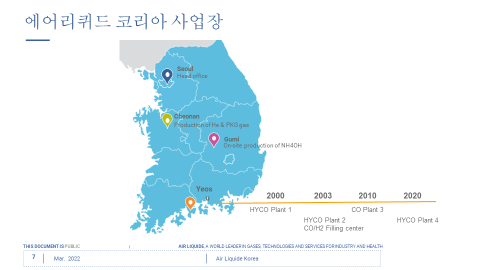 에어리퀴드 코리아 사업장
Seoul
Head office
Cheonan
Production of He & PKG gas
Gumi
On-site production of NH4OH
Yeos
u
2000 2003 2010 2020
HYCO Plant 1 CO Plant 3
HYCO Plant 2 HYCO Plant 4
CO/H2 Filling center
THIS DOCUMENT IS PUBLIC
AIR LIQUIDE, A WORLD LEADER IN GASES, TECHNOLOGIES AND SERVICES FOR INDUSTRY AND HEALTH
7 Mar, 2022 Air Liquide Korea